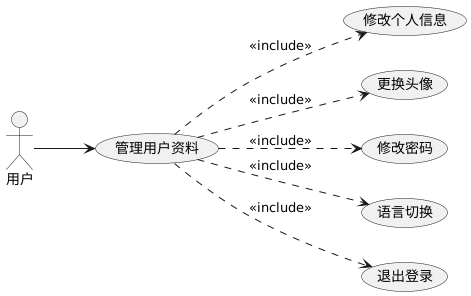 修改个人信息
<<include>>
更换头像
<<include>>
用户
管理用户资料
<<include>>
修改密码
<<include>>
语言切换
<<include>>
退出登录